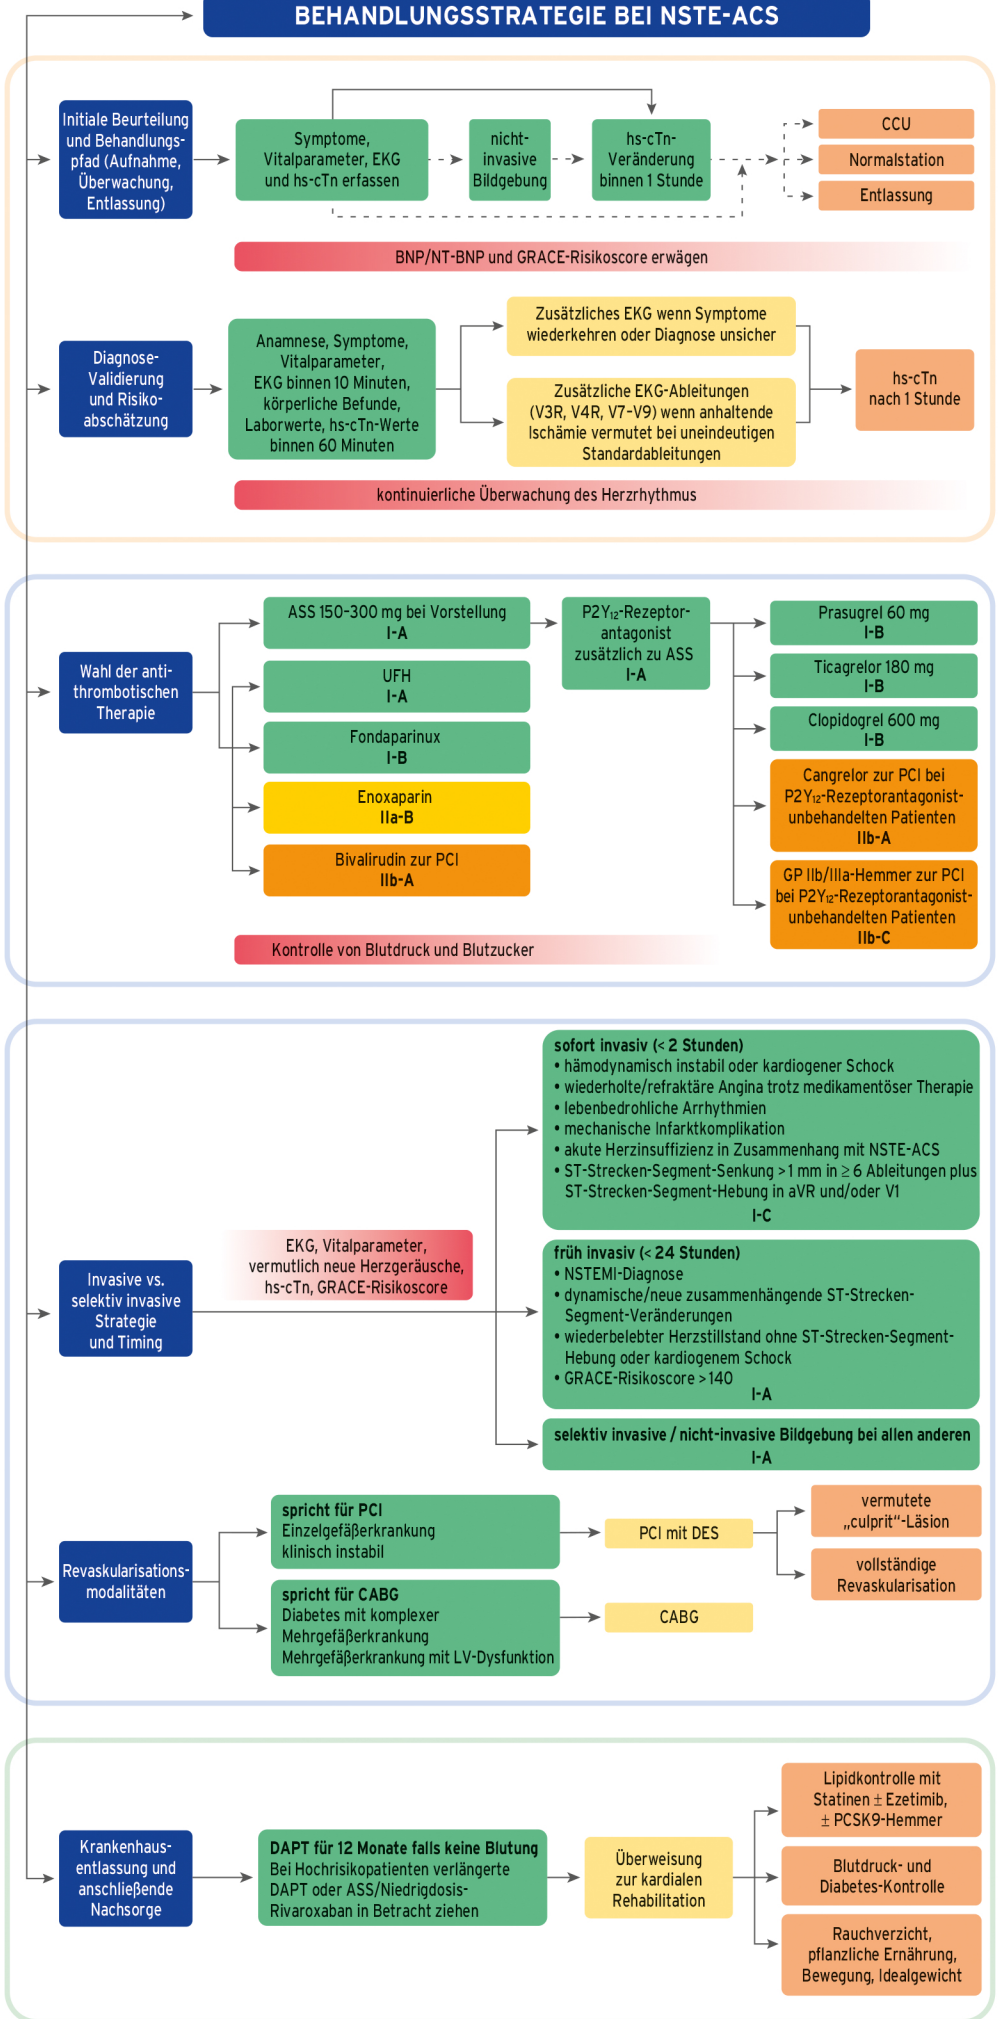 BEHANDLUNGSSTRATEGIE BEI NSTE-ACS
Initiale Beurteilung
und Behandlungs-
pfad (Aufnahme,
Überwachung,
Entlassung)
Symptome,
Vitalparameter, EKG
und hs-cTn erfassen
nicht-
invasive
Bildgebung
hs-cTn-
Veränderung
binnen 1 Stunde
CCU
Normalstation
Entlassung
BNP/NT-BNP und GRACE-Risikoscore erwägen
Diagnose-
Validierung
und Risiko-
abschätzung
Anamnese, Symptome,
Vitalparameter,
EKG binnen 10 Minuten,
körperliche Befunde,
Laborwerte, hs-cTn-Werte
binnen 60 Minuten
Zusätzliches EKG wenn Symptome
wiederkehren oder Diagnose unsicher
Zusätzliche EKG-Ableitungen
(V3R, V4R, V7-V9) wenn anhaltende
Ischämie vermutet bei uneindeutigen
Standardableitungen
hs-cTn
nach 1 Stunde
kontinuierliche Überwachung des Herzrhythmus
Wahl der anti-
thrombotischen
Therapie
ASS 150-300 mg bei Vorstellung
I-A
UFH
I-A
Fondaparinux
I-B
Enoxaparin
IIa-B
Bivalirudin zur PCI
IIb-A
P2Y₁₂-Rezeptor-
antagonist
zusätzlich zu ASS
I-A
Prasugrel 60 mg
I-B
Ticagrelor 180 mg
I-B
Clopidogrel 600 mg
I-B
Cangrelor zur PCI bei
P2Y₁₂-Rezeptorantagonist-
unbehandelten Patienten
IIb-A
GP IIb/IIIa-Hemmer zur PCI
bei P2Y₁₂-Rezeptorantagonist-
unbehandelten Patienten
IIb-C
Kontrolle von Blutdruck und Blutzucker
Invasive vs.
selektiv invasive
Strategie
und Timing
EKG, Vitalparameter,
vermutlich neue Herzgeräusche,
hs-cTn, GRACE-Risikoscore
sofort invasiv (< 2 Stunden)
• hämodynamisch instabil oder kardiogener Schock
• wiederholte/refraktäre Angina trotz medikamentöser Therapie
• lebenbedrohliche Arrhythmien
• mechanische Infarktkomplikation
• akute Herzinsuffizienz in Zusammenhang mit NSTE-ACS
• ST-Strecken-Segment-Senkung > 1 mm in ≥ 6 Ableitungen plus
ST-Strecken-Segment-Hebung in aVR und/oder V1
I-C
früh invasiv (< 24 Stunden)
• NSTEMI-Diagnose
• dynamische/neue zusammenhängende ST-Strecken-
Segment-Veränderungen
• wiederbelebter Herzstillstand ohne ST-Strecken-Segment-
Hebung oder kardiogenem Schock
• GRACE-Risikoscore > 140
I-A
selektiv invasive / nicht-invasive Bildgebung bei allen anderen
I-A
Revaskularisations-
modalitäten
spricht für PCI
Einzelgefäßerkrankung
klinisch instabil
PCI mit DES
vermutete
„culprit“-Läsion
vollständige
Revaskularisation
spricht für CABG
Diabetes mit komplexer
Mehrgefäßerkrankung
Mehrgefäßerkrankung mit LV-Dysfunktion
CABG
Krankenhaus-
entlassung und
anschließende
Nachsorge
DAPT für 12 Monate falls keine Blutung
Bei Hochrisikopatienten verlängerte
DAPT oder ASS/Niedrigdosis-
Rivaroxaban in Betracht ziehen
Überweisung
zur kardialen
Rehabilitation
Lipidkontrolle mit
Statinen ± Ezetimib,
± PCSK9-Hemmer
Blutdruck- und
Diabetes-Kontrolle
Rauchverzicht,
pflanzliche Ernährung,
Bewegung, Idealgewicht